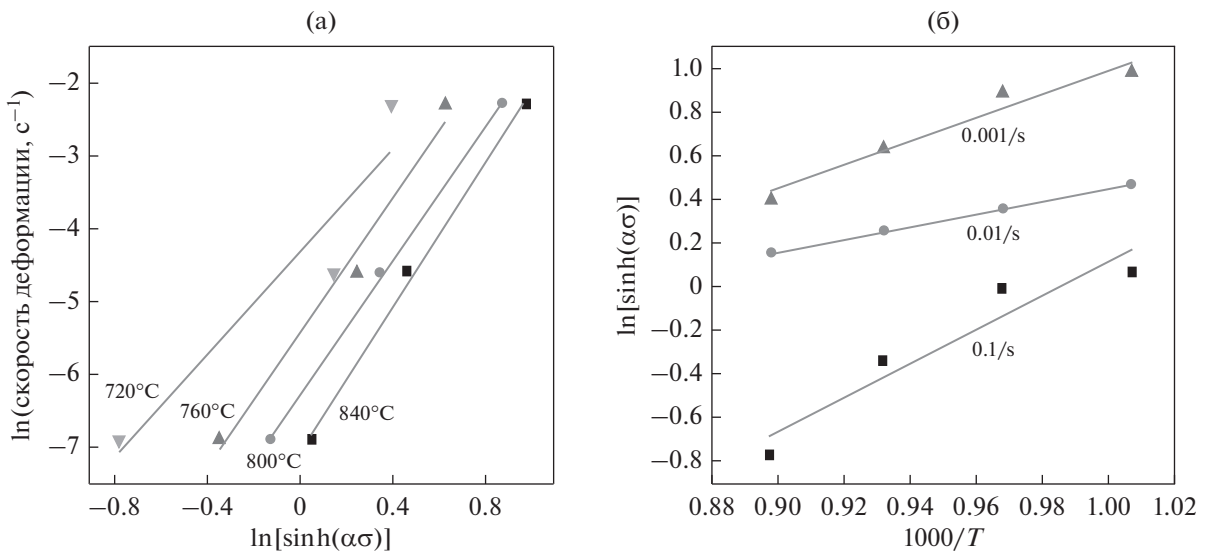 (а)
ln(скорость деформации, с−1)
−2
−3
−4
−5
−6
−7
720°C
760°C
800°C
840°C
−0.8
−0.4
0
0.4
0.8
ln[sinh(ασ)]
(б)
ln[sinh(ασ)]
1.0
0.8
0.6
0.4
0.2
0
−0.2
−0.4
−0.6
−0.8
0.001/s
0.01/s
0.1/s
0.88
0.90
0.92
0.94
0.96
0.98
1.00
1.02
1000/T